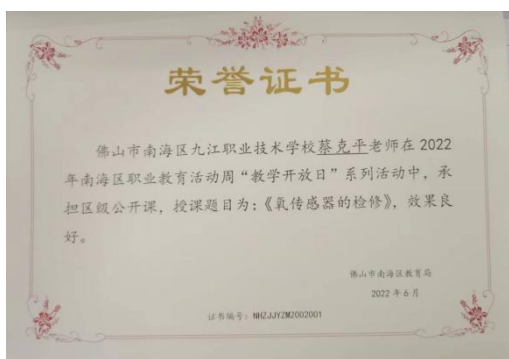 荣誉证书
佛山市南海区九江职业技术学校蔡克平老师在2022
年南海区职业教育活动周“教学开放日”系列活动中，承
担区级公开课，授课题目为：《氧传感器的检修》，效果良
好。
佛山市南海区教育局
2022年6月
证书编号：NHZJJYZM2002001